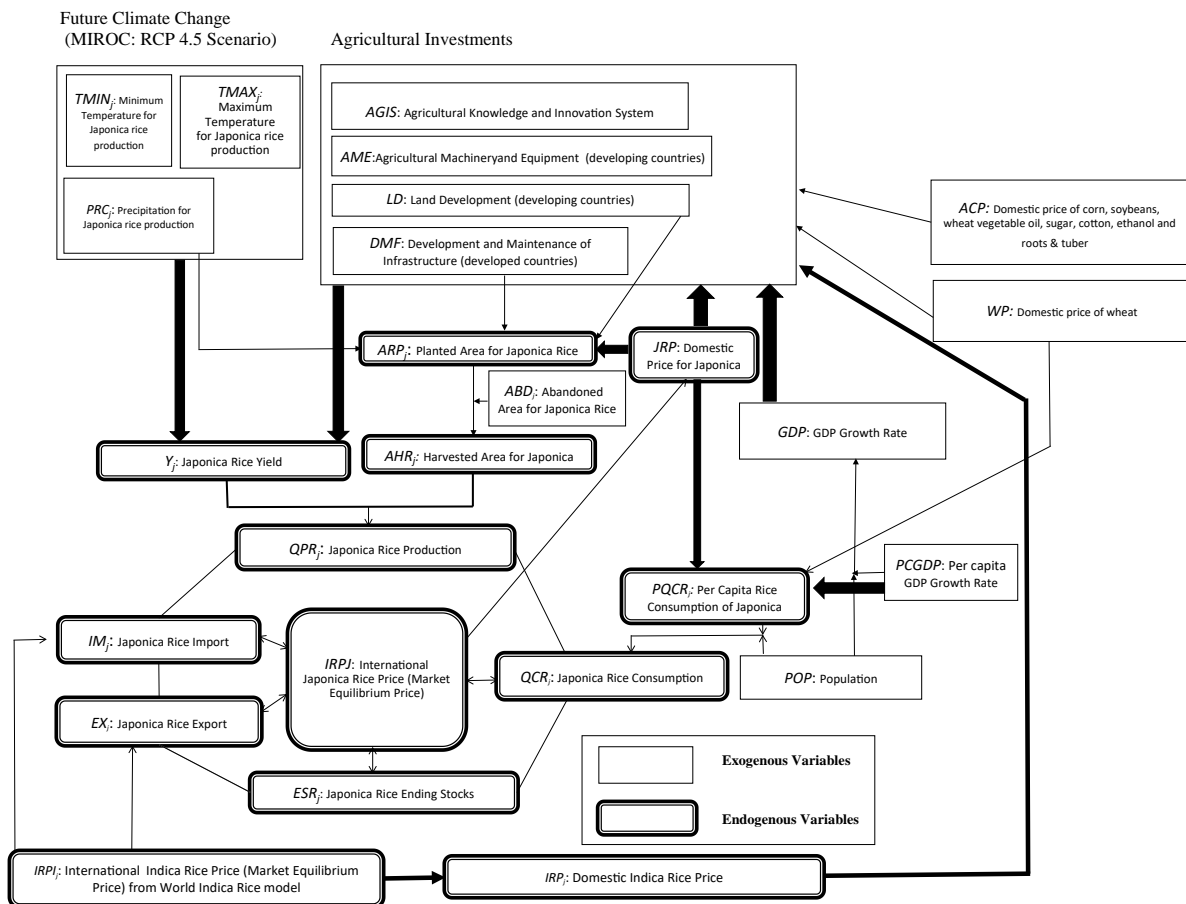 Future Climate Change
(MIROC: RCP 4.5 Scenario)
Agricultural Investments
TMINj: Minimum
Temperature for
Japonica rice
production
TMAXj:
Maximum
Temperature
for Japonica rice
production
PRCj: Precipitation for
Japonica rice production
AGIS: Agricultural Knowledge and Innovation System
AME:Agricultural Machineryand Equipment (developing countries)
LD: Land Development (developing countries)
DMF: Development and Maintenance of
Infrastructure (developed countries)
ACP: Domestic price of corn, soybeans,
wheat vegetable oil, sugar, cotton, ethanol and
roots & tuber
WP: Domestic price of wheat
ARPj: Planted Area for Japonica Rice
JRP: Domestic
Price for Japonica
ABDj: Abandoned
Area for Japonica Rice
GDP: GDP Growth Rate
Yj: Japonica Rice Yield
AHRj: Harvested Area for Japonica
QPRj: Japonica Rice Production
PQCRj: Per Capita Rice
Consumption of Japonica
PCGDP: Per capita
GDP Growth Rate
IMj: Japonica Rice Import
IRPJ: International
Japonica Rice Price (Market
Equilibrium Price)
QCRj: Japonica Rice Consumption
POP: Population
EXj: Japonica Rice Export
ESRj: Japonica Rice Ending Stocks
Exogenous Variables
Endogenous Variables
IRPIj: International Indica Rice Price (Market Equilibrium
Price) from World Indica Rice model
IRPj: Domestic Indica Rice Price